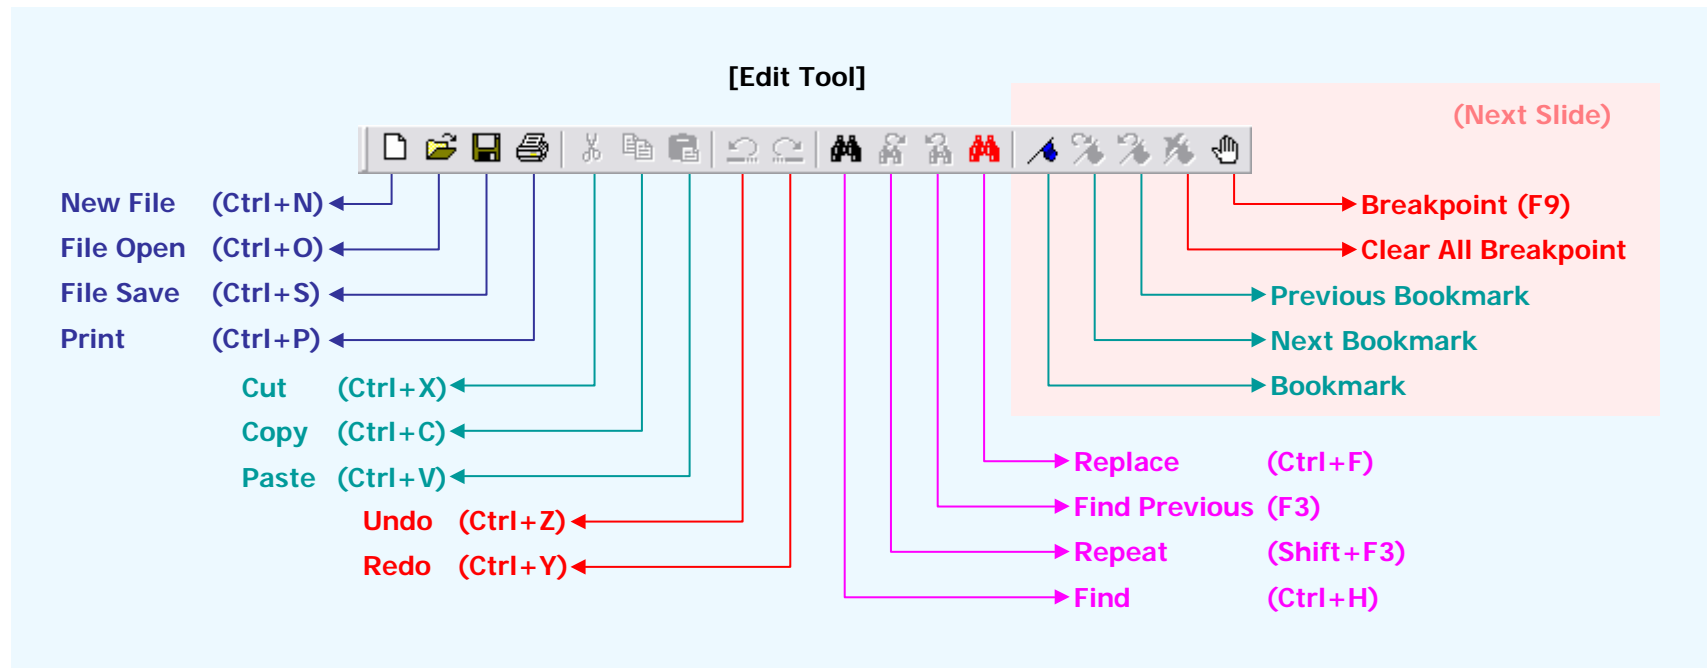 [Edit Tool]
(Next Slide)
New File (Ctrl+N)
File Open (Ctrl+O)
File Save (Ctrl+S)
Print (Ctrl+P)
Cut (Ctrl+X)
Copy (Ctrl+C)
Paste (Ctrl+V)
Undo (Ctrl+Z)
Redo (Ctrl+Y)
Breakpoint (F9)
Clear All Breakpoint
Previous Bookmark
Next Bookmark
Bookmark
Replace (Ctrl+F)
Find Previous (F3)
Repeat (Shift+F3)
Find (Ctrl+H)